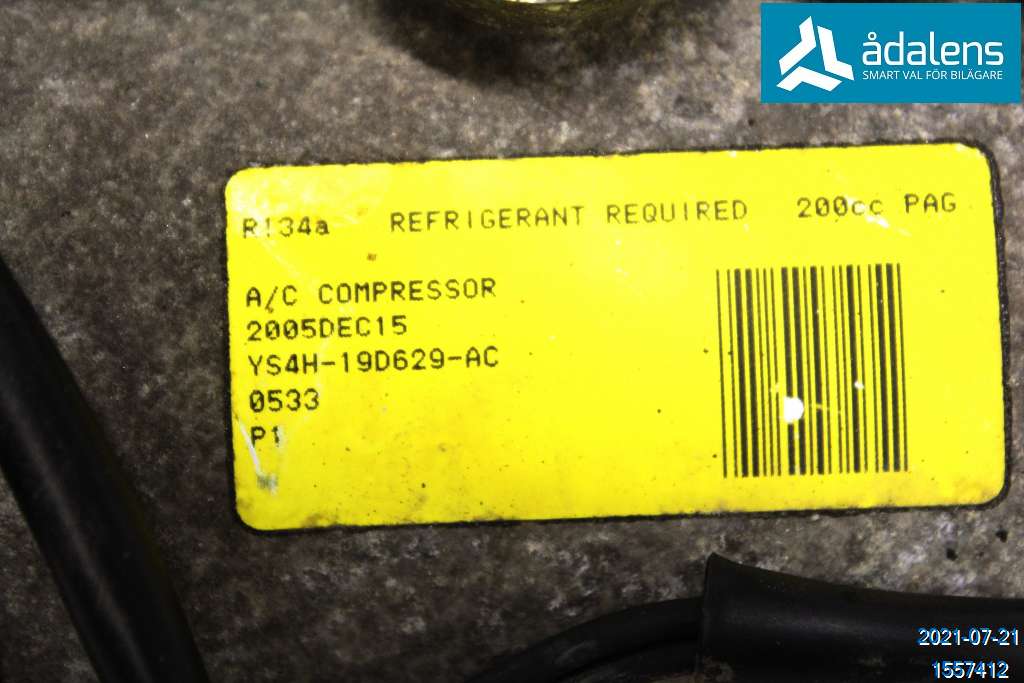 ådalens
SMART VAL FÖR BILÄGARE
R134a REFRIGERANT REQUIRED 200cc PAG
A/C COMPRESSOR
2005DEC15
YS4H-19D629-AC
0533
P1
2021-07-21
1557412